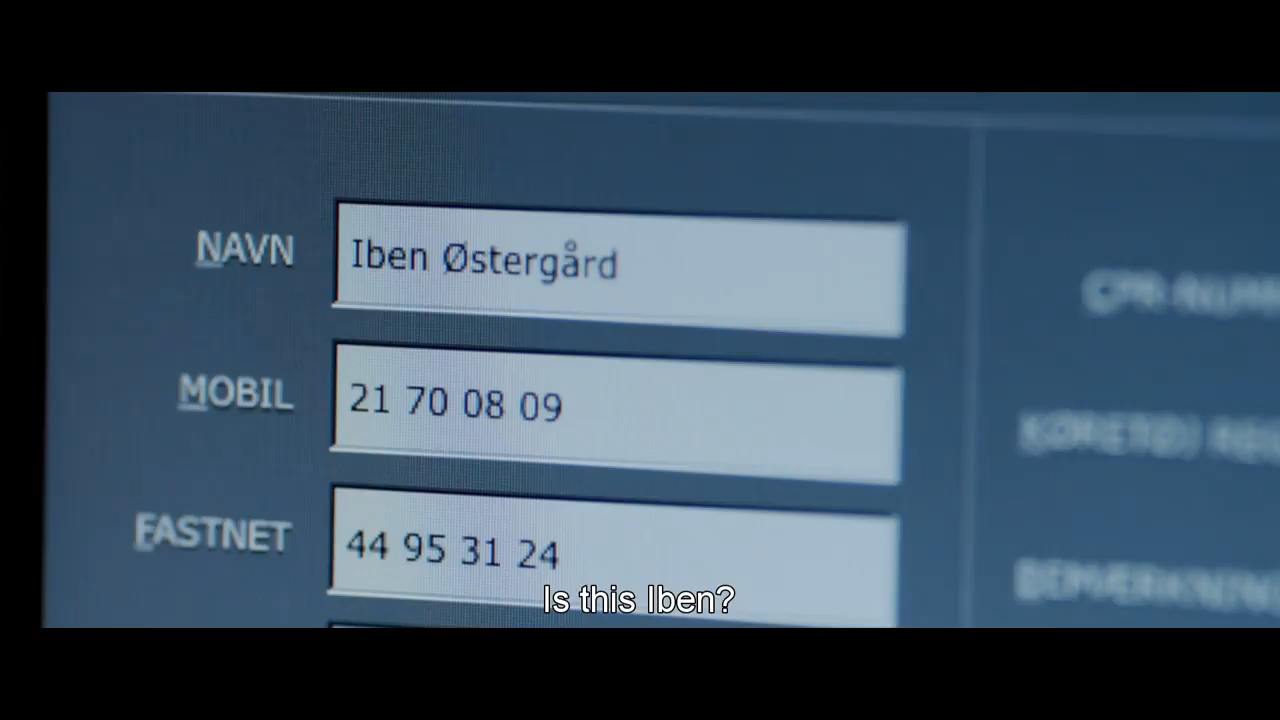 NAVN
Iben Østergård
MOBIL
21 70 08 09
FASTNET
44 95 31 24
Is this Iben?